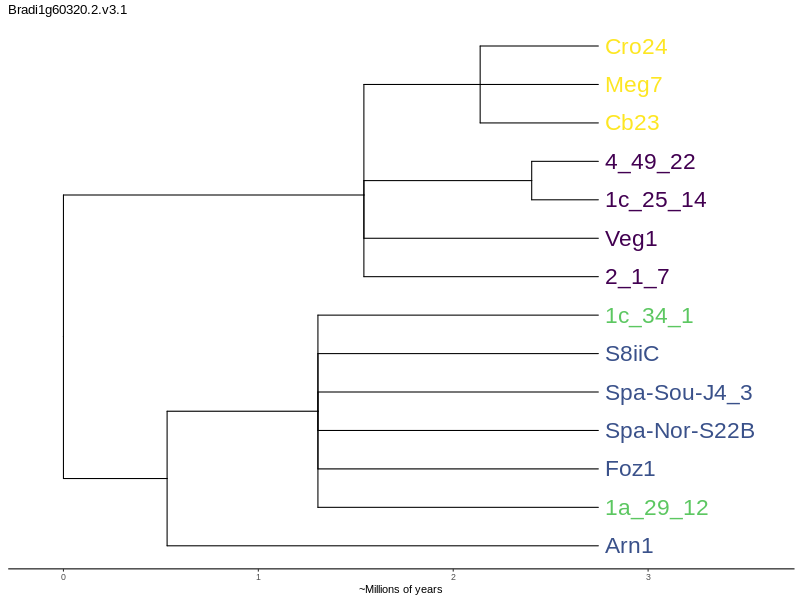 Bradi1g60320.2.v3.1
Cro24
Meg7
Cb23
4_49_22
1c_25_14
Veg1
2_1_7
1c_34_1
S8iiC
Spa-Sou-J4_3
Spa-Nor-S22B
Foz1
1a_29_12
Arn1
0 1 2 3
~Millions of years